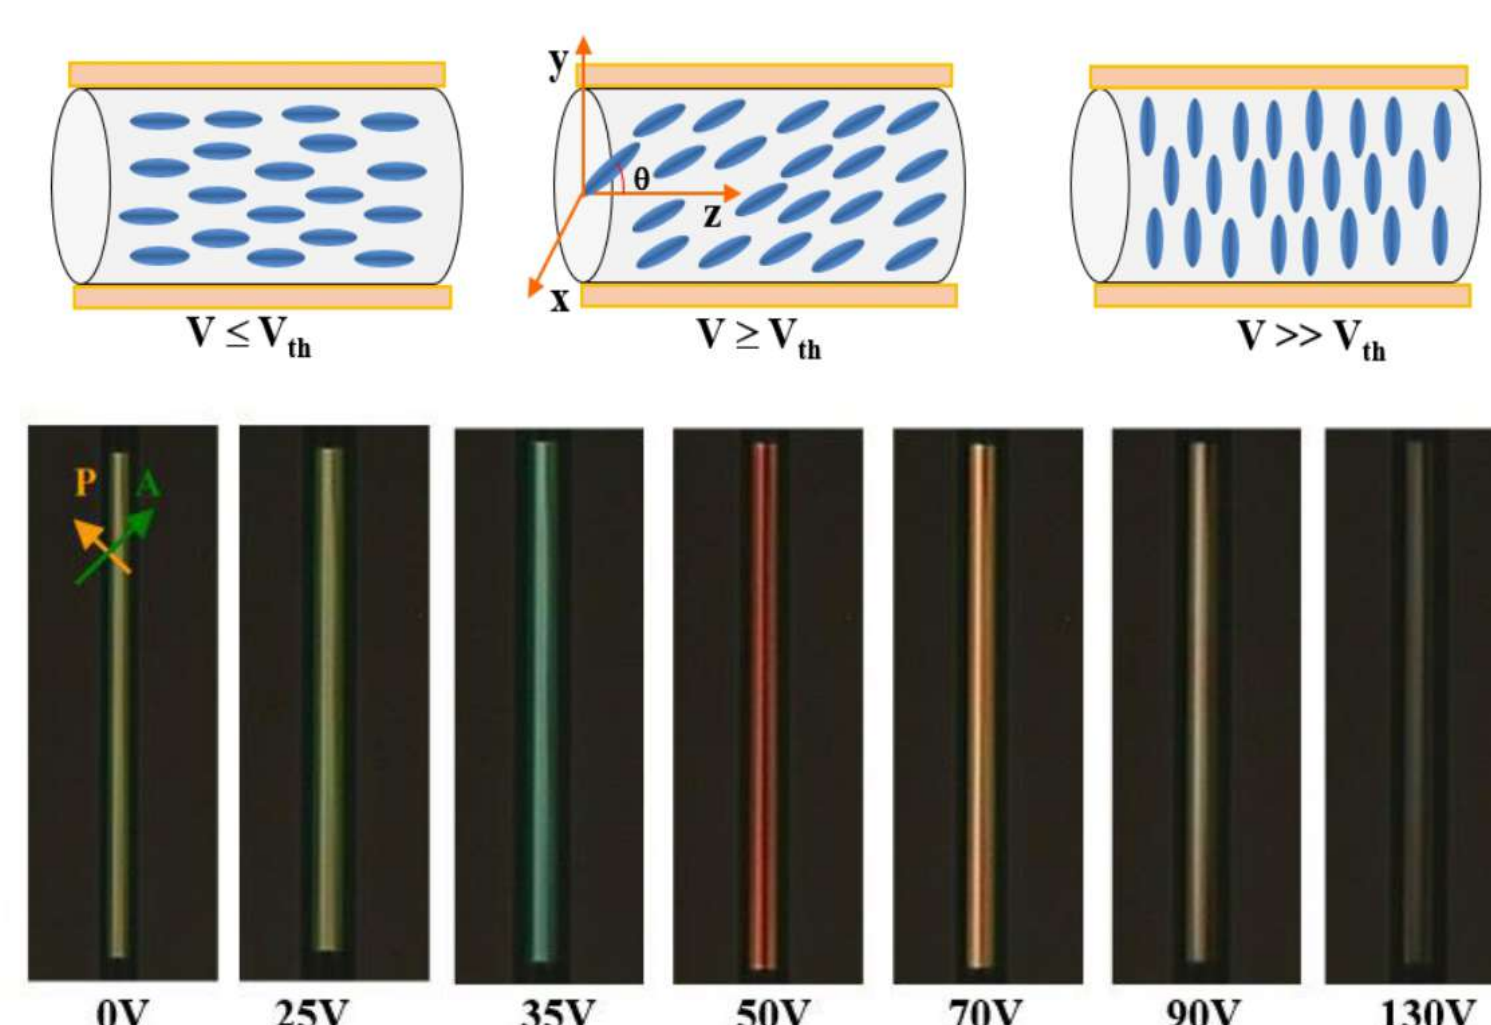 y
θ
z
x
V ≤ Vth
V ≥ Vth
V >> Vth
P A
0V 25V 35V 50V 70V 90V 130V